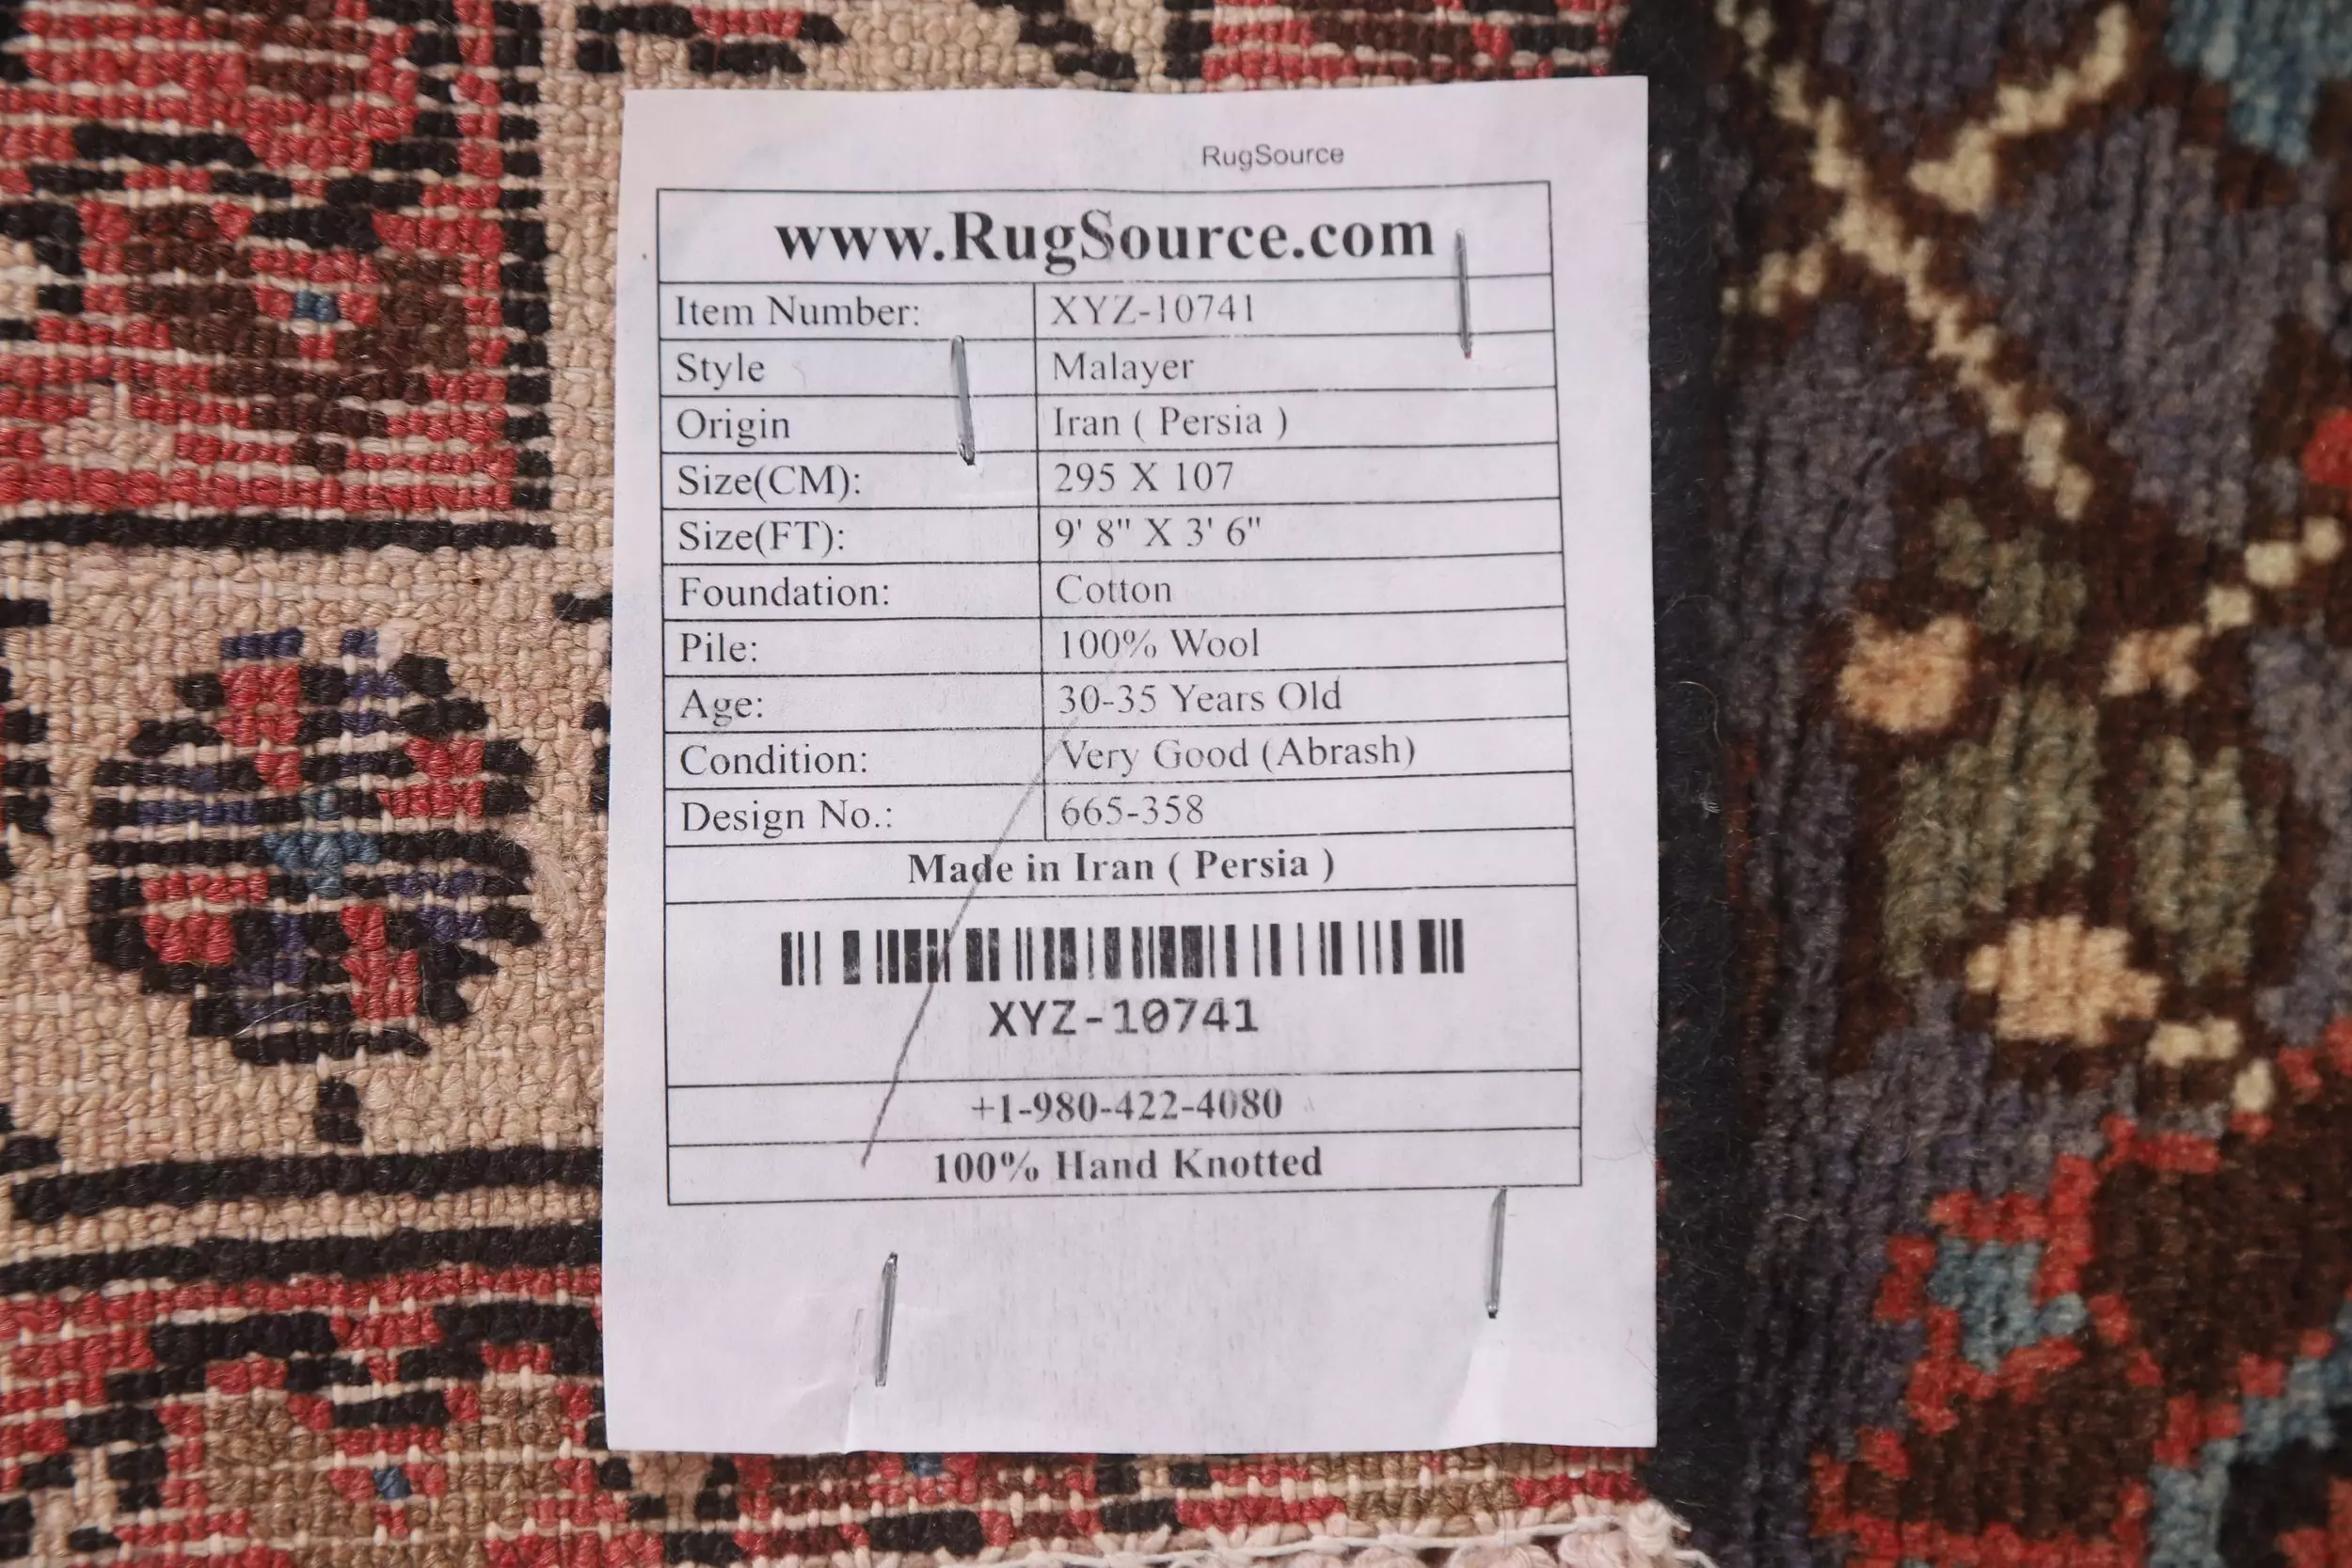 RugSource
www.RugSource.com
Item Number: XYZ-10741
Style Malayer
Origin Iran ( Persia )
Size(CM): 295 X 107
Size(FT): 9' 8" X 3' 6"
Foundation: Cotton
Pile: 100% Wool
Age: 30-35 Years Old
Condition: Very Good (Abrash)
Design No.: 665-358
Made in Iran ( Persia )
XYZ-10741
+1-980-422-4080
100% Hand Knotted